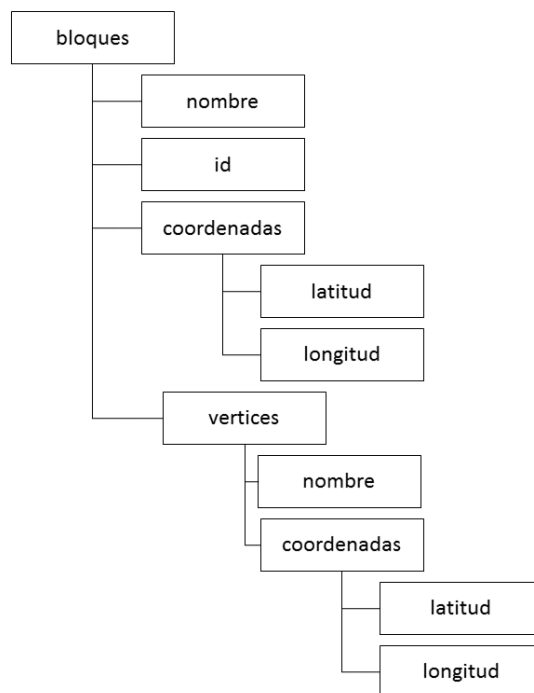 bloques
nombre
id
coordenadas
latitud
longitud
vertices
nombre
coordenadas
latitud
longitud